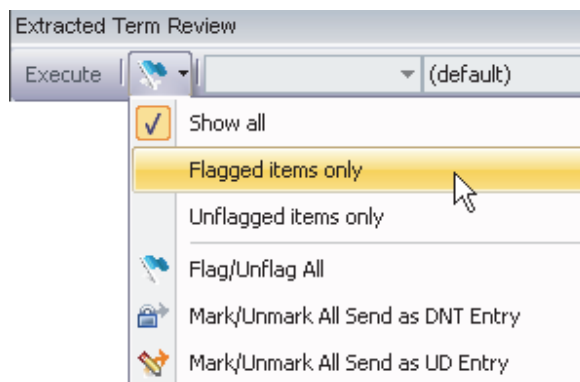 Extracted Term Review
Execute (default)
Show all
Flagged items only
Unflagged items only
Flag/Unflag All
Mark/Unmark All Send as DNT Entry
Mark/Unmark All Send as UD Entry